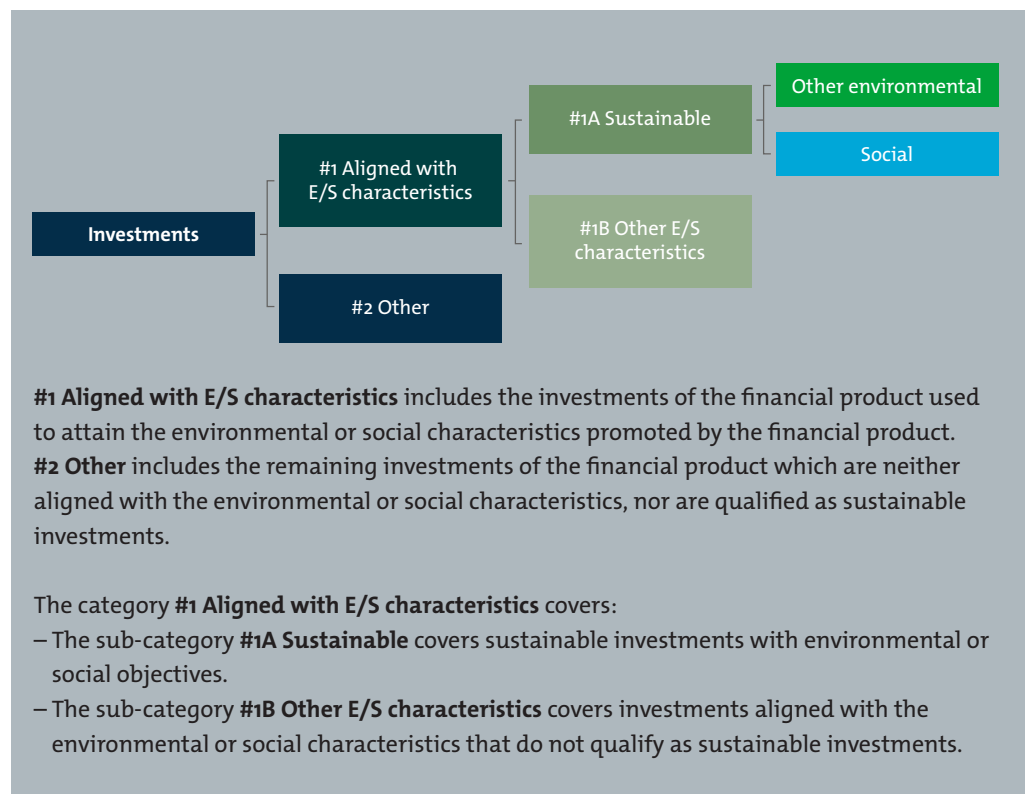 Investments
#1 Aligned with
E/S characteristics
#2 Other
#1A Sustainable
#1B Other E/S
characteristics
Other environmental
Social
#1 Aligned with E/S characteristics includes the investments of the financial product used
to attain the environmental or social characteristics promoted by the financial product.
#2 Other includes the remaining investments of the financial product which are neither
aligned with the environmental or social characteristics, nor are qualified as sustainable
investments.
The category #1 Aligned with E/S characteristics covers:
– The sub-category #1A Sustainable covers sustainable investments with environmental or
social objectives.
– The sub-category #1B Other E/S characteristics covers investments aligned with the
environmental or social characteristics that do not qualify as sustainable investments.